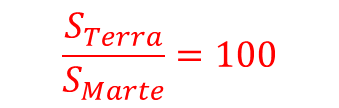 S_Terra / S_Marte = 100